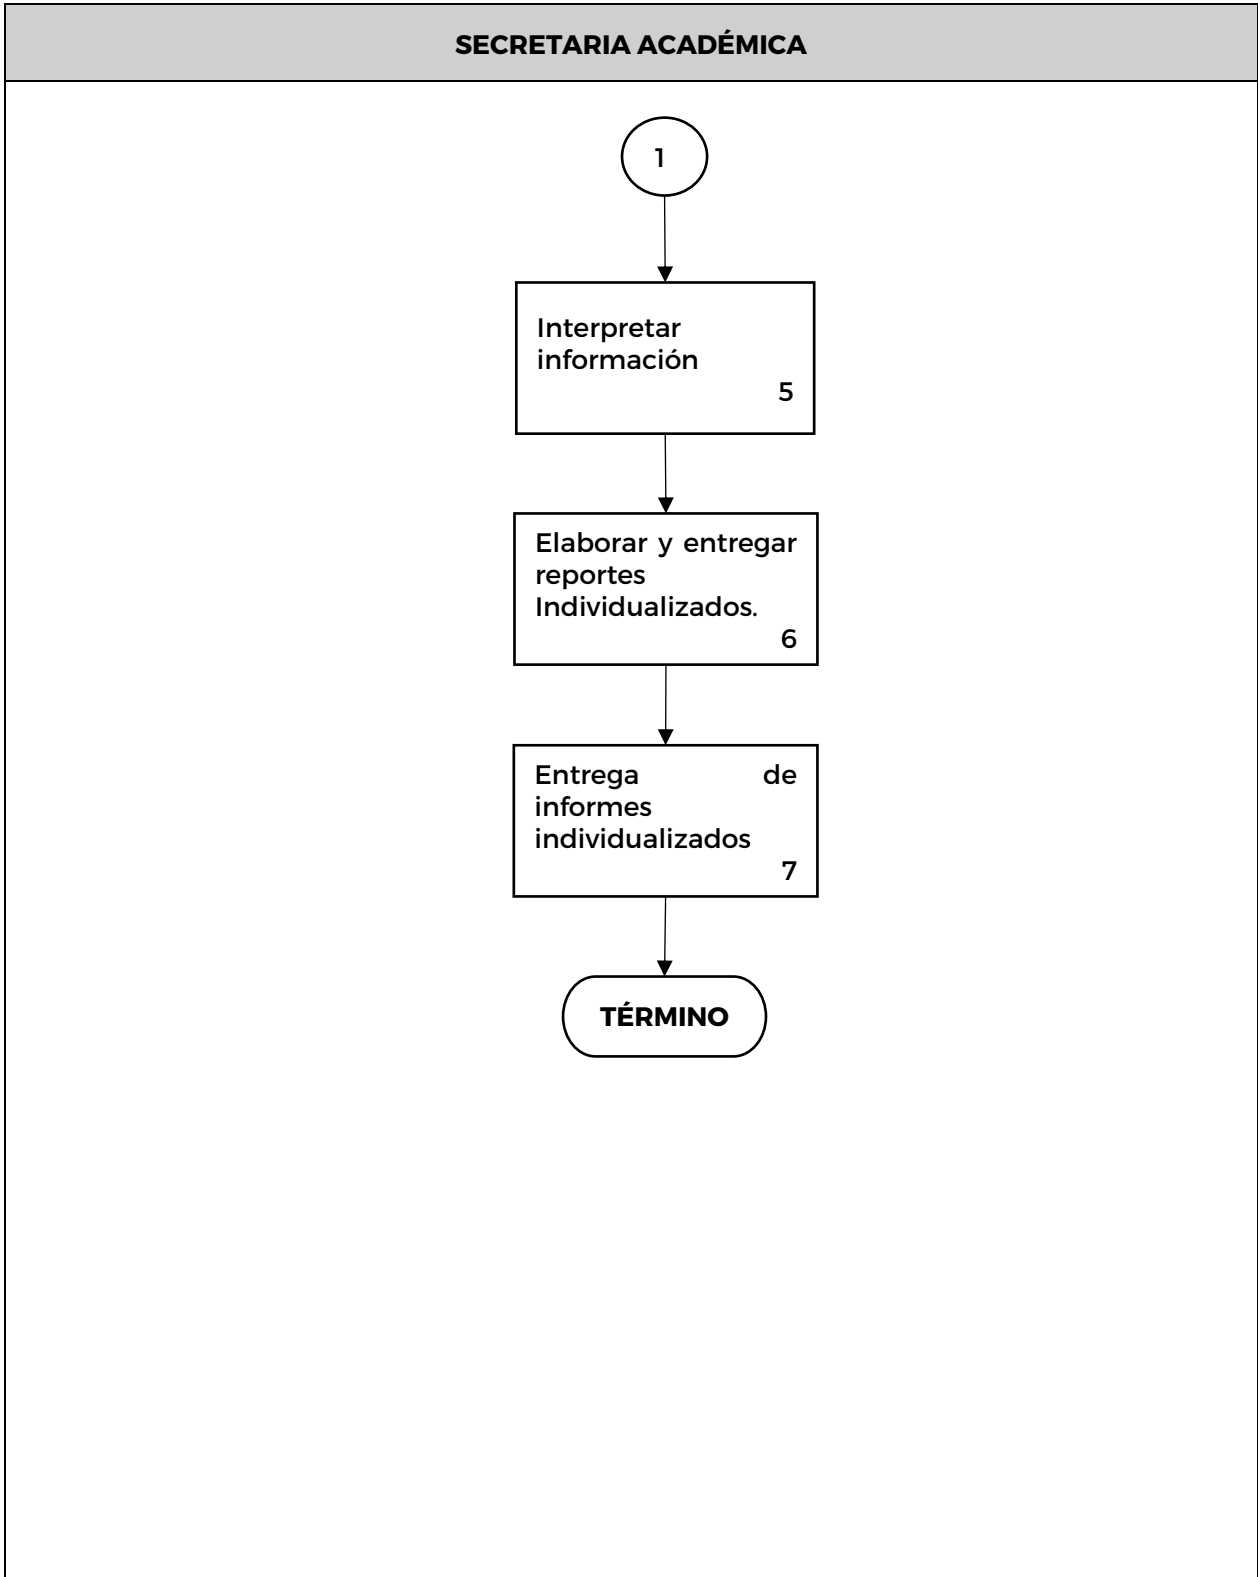 SECRETARIA ACADÉMICA
1
Interpretar
información
5
Elaborar y entregar
reportes
Individualizados.
6
Entrega de
informes
individualizados
7
TÉRMINO